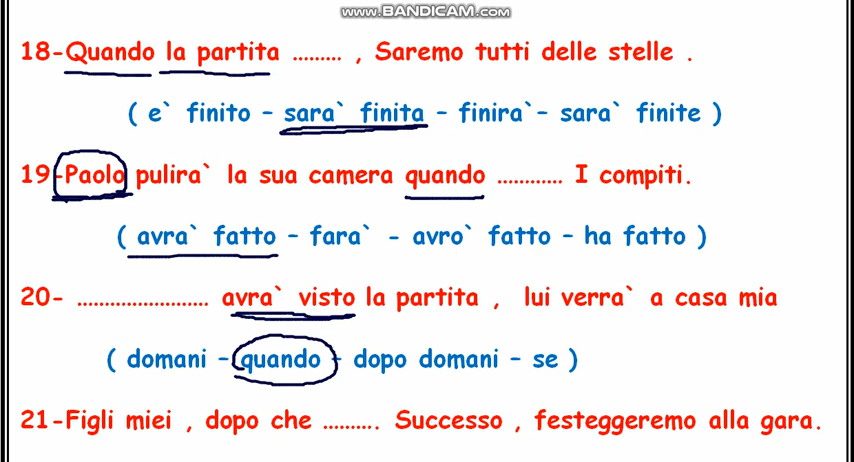 www.BANDICAM.com
18-Quando la partita ......... , Saremo tutti delle stelle .
( e` finito - sara` finita - finira`- sara` finite )
19-Paolo pulira` la sua camera quando ............ I compiti.
( avra` fatto - fara` - avro` fatto - ha fatto )
20- ........................ avra` visto la partita , lui verra` a casa mia
( domani - quando - dopo domani - se )
21-Figli miei , dopo che .......... Successo , festeggeremo alla gara.